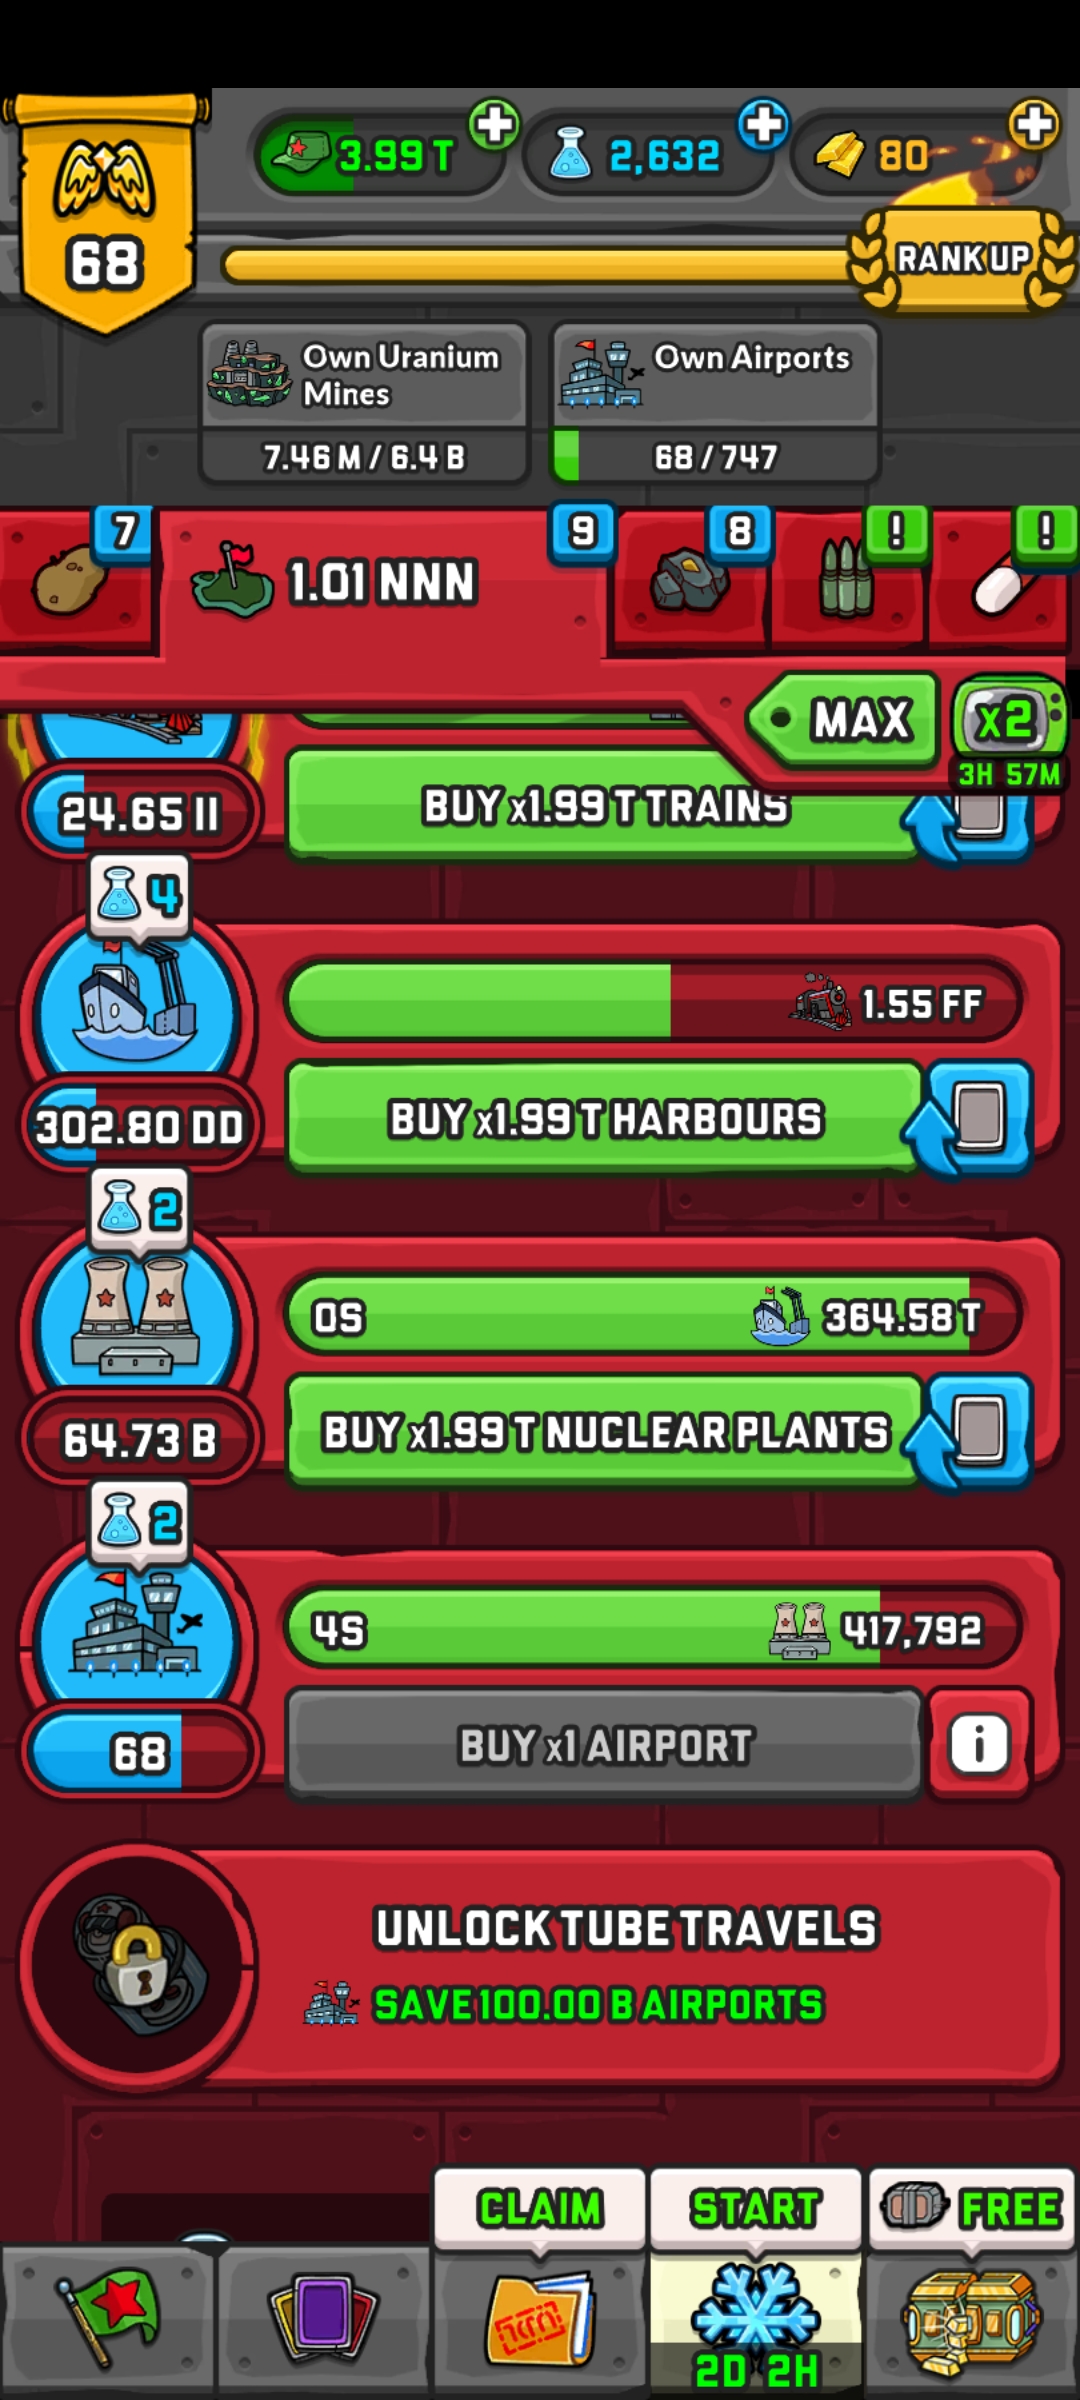 3.99 T
2,632
80
68
RANK UP
Own Uranium
Mines
7.46 M / 6.4 B
Own Airports
68 / 747
7
1.01 NNN
9
8
!
!
MAX
x2
3H 57M
24.65 II
BUY x1.99 T TRAINS
4
1.55 FF
302.80 DD
BUY x1.99 T HARBOURS
2
0S
364.58 T
64.73 B
BUY x1.99 T NUCLEAR PLANTS
2
4S
417,792
68
BUY x1 AIRPORT
i
UNLOCK TUBE TRAVELS
SAVE 100.00 B AIRPORTS
CLAIM
START
FREE
2D 2H